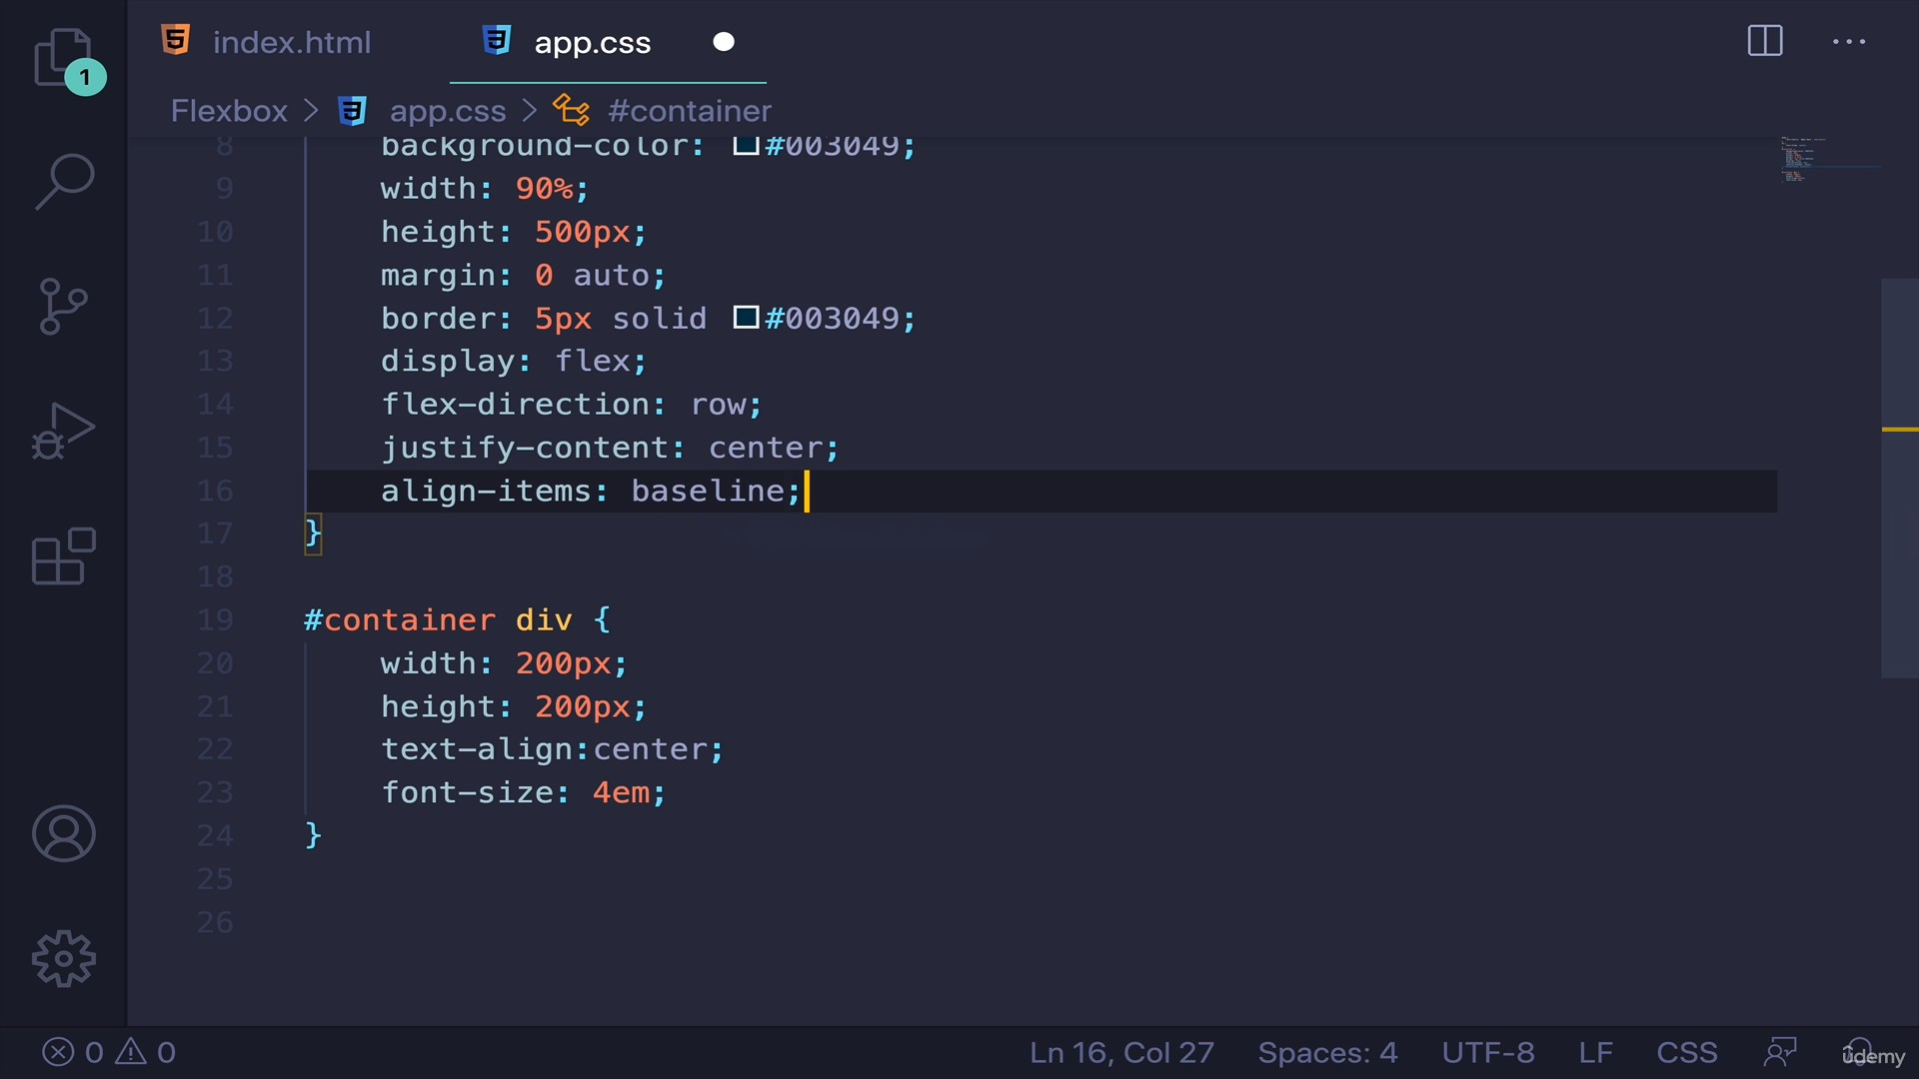 index.html app.css
1
Flexbox > app.css > #container
8 background-color: #003049;
9 width: 90%;
10 height: 500px;
11 margin: 0 auto;
12 border: 5px solid #003049;
13 display: flex;
14 flex-direction: row;
15 justify-content: center;
16 align-items: baseline;
17 }
18
19 #container div {
20 width: 200px;
21 height: 200px;
22 text-align:center;
23 font-size: 4em;
24 }
25
26
0 0 Ln 16, Col 27 Spaces: 4 UTF-8 LF CSS
ûdemy